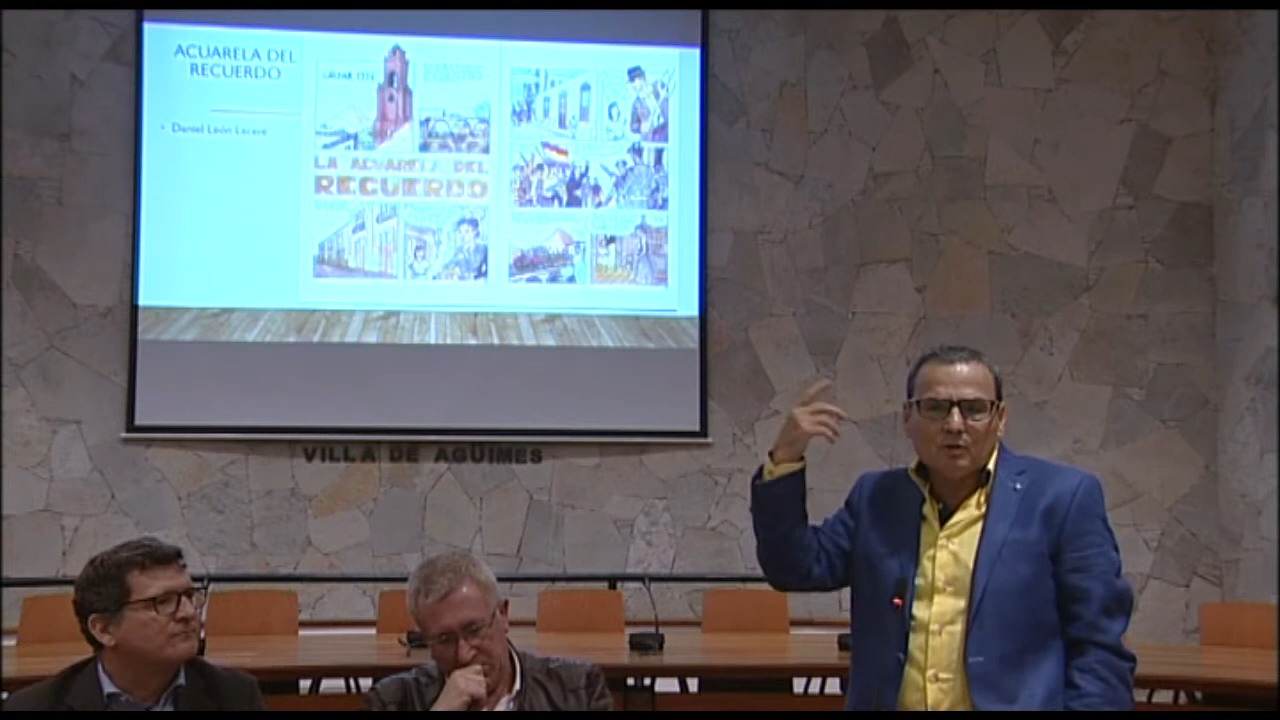 ACUARELA DEL
RECUERDO
• Daniel León Lacave
LA ACUARELA DEL
RECUERDO
VILLA DE AGÜIMES